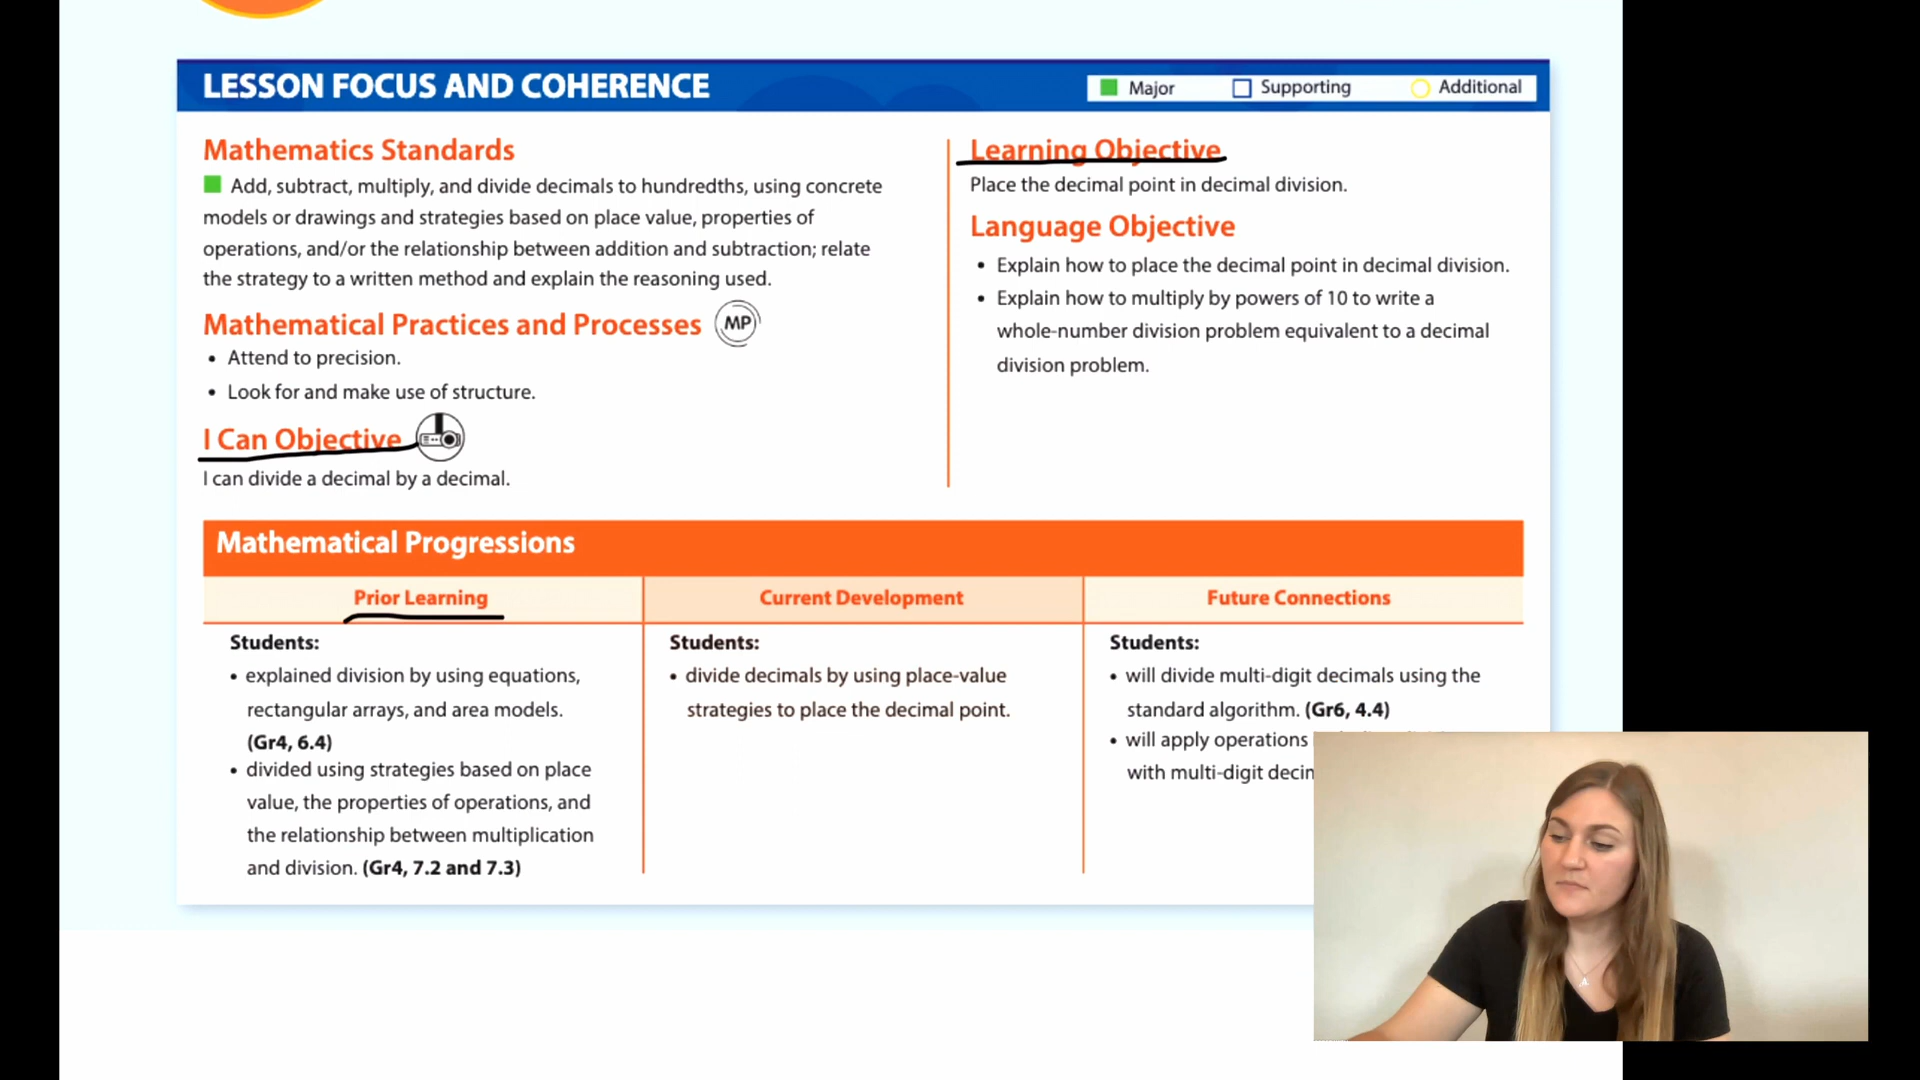 LESSON FOCUS AND COHERENCE
Major
Supporting
Additional
Mathematics Standards
Add, subtract, multiply, and divide decimals to hundredths, using concrete
models or drawings and strategies based on place value, properties of
operations, and/or the relationship between addition and subtraction; relate
the strategy to a written method and explain the reasoning used.
Mathematical Practices and Processes MP
• Attend to precision.
• Look for and make use of structure.
I Can Objective
I can divide a decimal by a decimal.
Learning Objective
Place the decimal point in decimal division.
Language Objective
• Explain how to place the decimal point in decimal division.
• Explain how to multiply by powers of 10 to write a
whole-number division problem equivalent to a decimal
division problem.
Mathematical Progressions
Prior Learning
Students:
• explained division by using equations,
rectangular arrays, and area models.
(Gr4, 6.4)
• divided using strategies based on place
value, the properties of operations, and
the relationship between multiplication
and division. (Gr4, 7.2 and 7.3)
Current Development
Students:
• divide decimals by using place-value
strategies to place the decimal point.
Future Connections
Students:
• will divide multi-digit decimals using the
standard algorithm. (Gr6, 4.4)
• will apply operations
with multi-digit